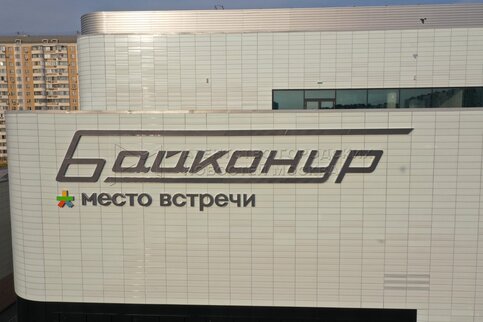 Байконур
место встречи